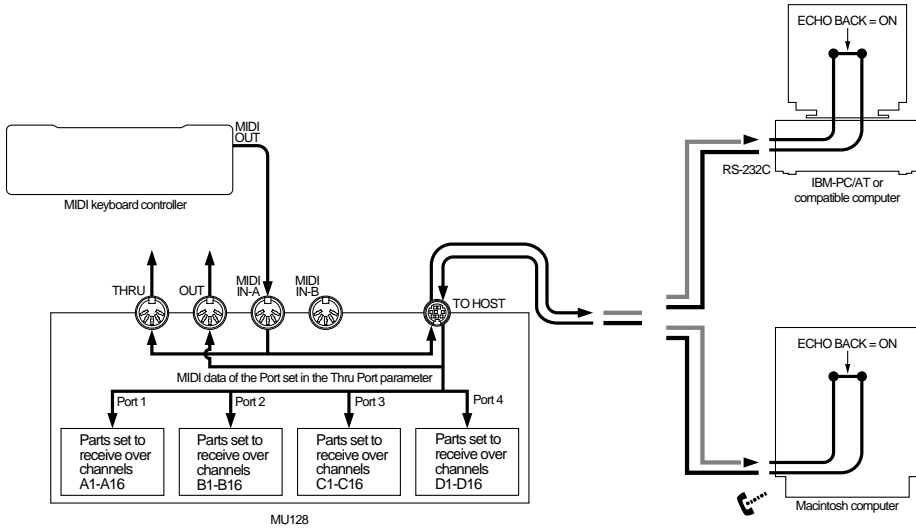 ECHO BACK = ON
MIDI
OUT
RS-232C
IBM-PC/AT or
compatible computer
MIDI keyboard controller
THRU
OUT
MIDI
IN-A
MIDI
IN-B
TO HOST
MIDI data of the Port set in the Thru Port parameter
Port 1
Port 2
Port 3
Port 4
Parts set to
receive over
channels
A1-A16
Parts set to
receive over
channels
B1-B16
Parts set to
receive over
channels
C1-C16
Parts set to
receive over
channels
D1-D16
MU128
ECHO BACK = ON
Macintosh computer